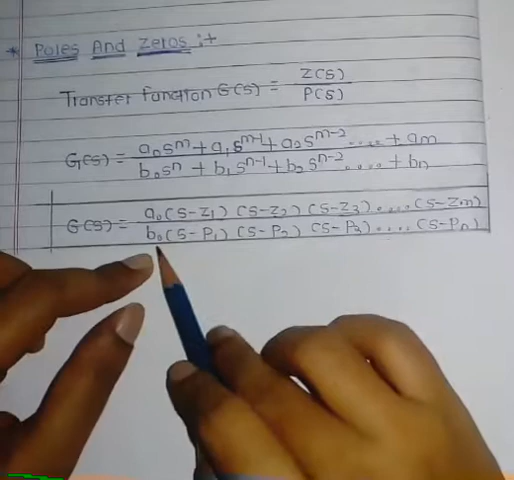 * Poles And Zeros :+
Transfer function G(s) = Z(s) / P(s)
G(s) = a₀s^m + a₁s^m-1 + a₂s^m-2 .... + am / b₀s^n + b₁s^n-1 + b₂s^n-2 .... + bn
G(s) = a₀(s-z₁) (s-z₂) (s-z₃) .... (s-zm) / b₀(s-p₁) (s-p₂) (s-p₃) .... (s-pn)